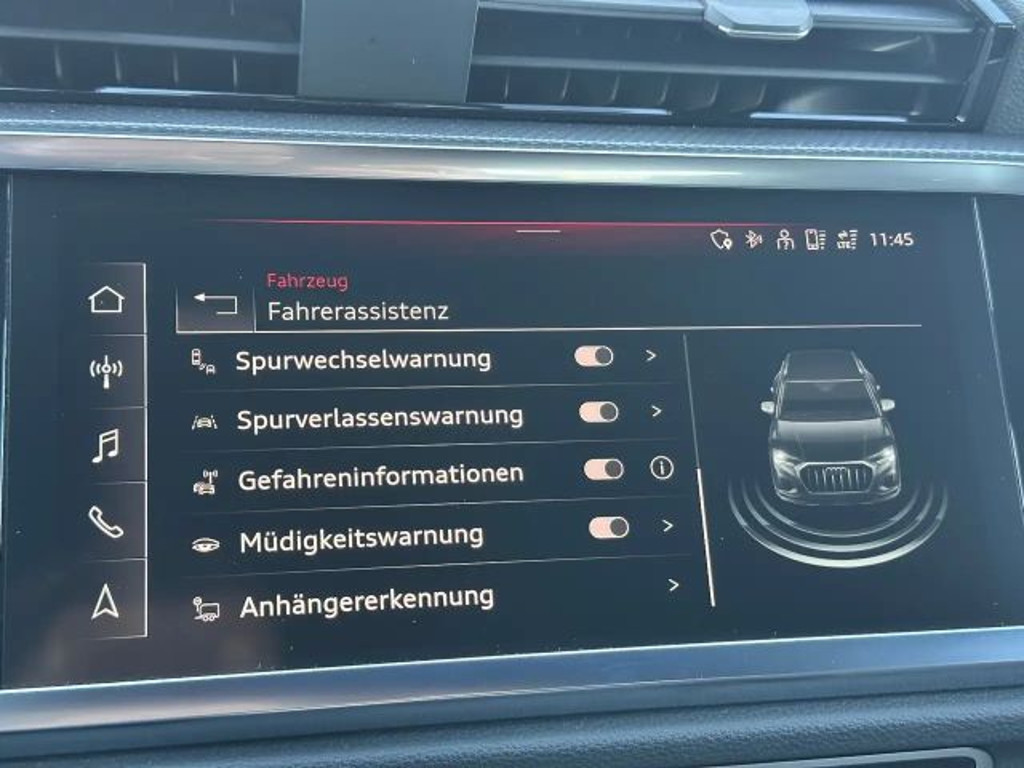 11:45
Fahrzeug
Fahrerassistenz
Spurwechselwarnung
Spurverlassenswarnung
Gefahreninformationen
Müdigkeitswarnung
Anhängererkennung